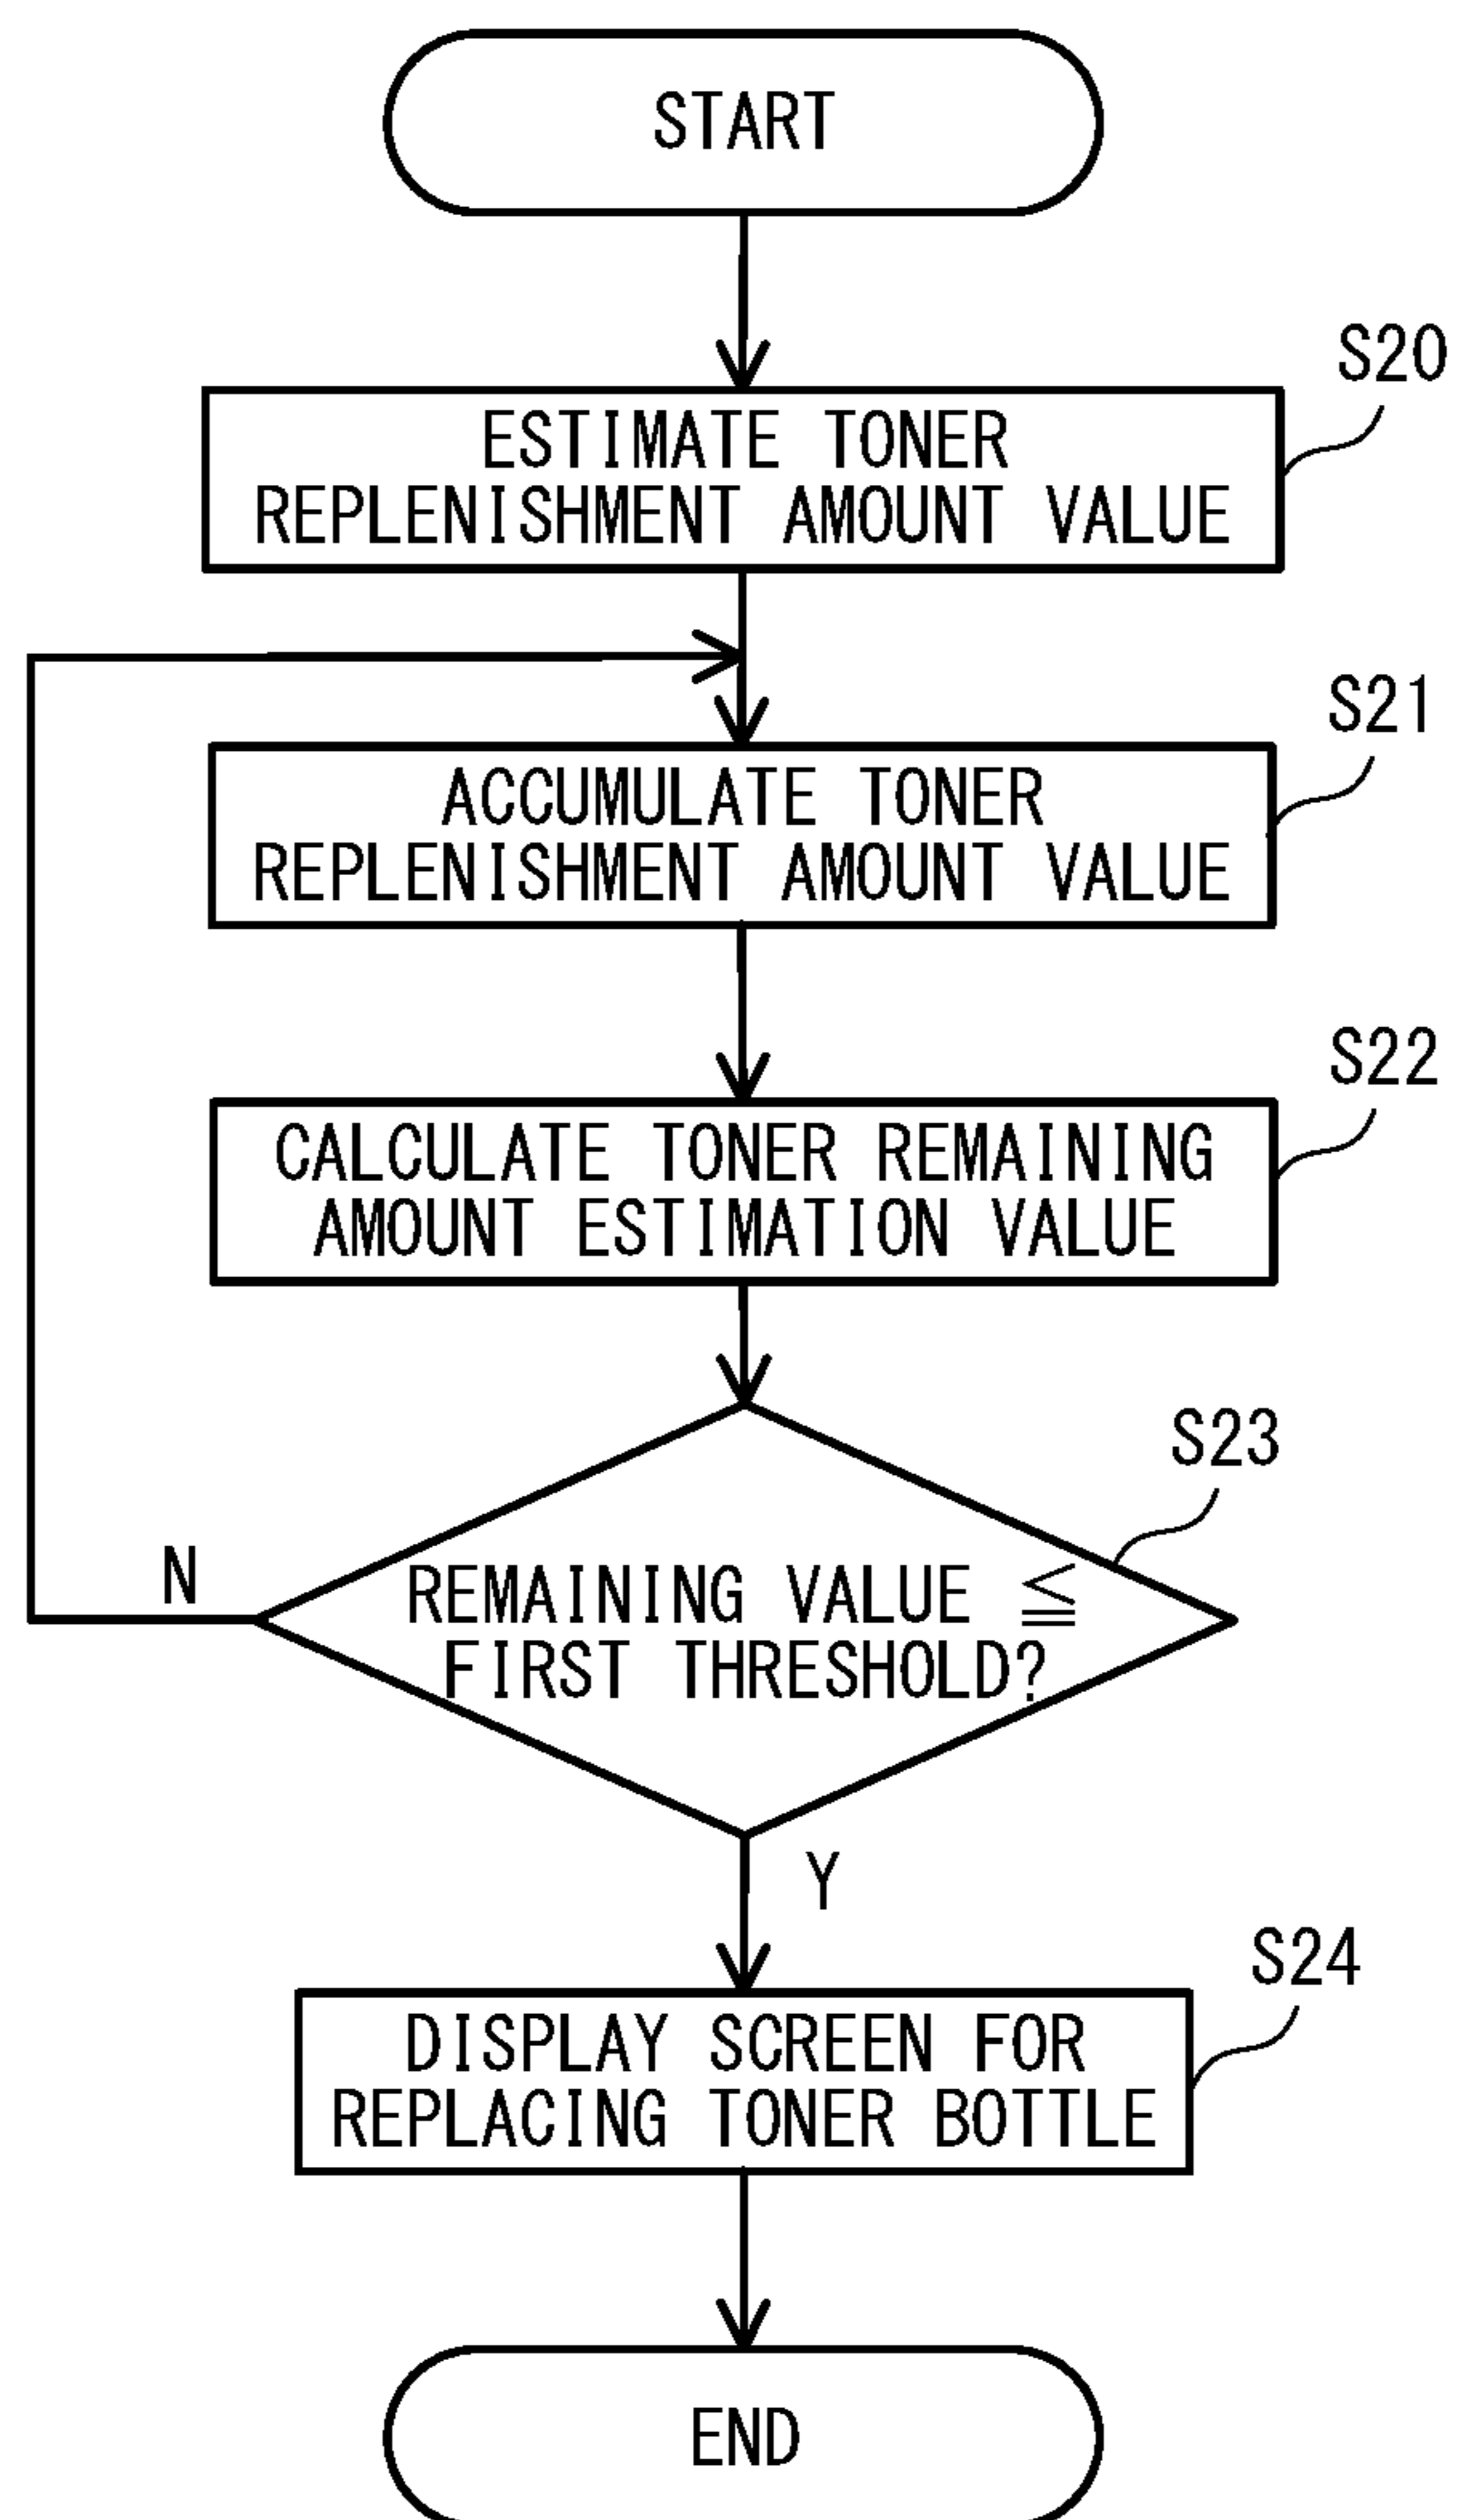 START
S20
ESTIMATE TONER
REPLENISHMENT AMOUNT VALUE
S21
ACCUMULATE TONER
REPLENISHMENT AMOUNT VALUE
S22
CALCULATE TONER REMAINING
AMOUNT ESTIMATION VALUE
S23
N
REMAINING VALUE ≦
FIRST THRESHOLD?
Y
S24
DISPLAY SCREEN FOR
REPLACING TONER BOTTLE
END